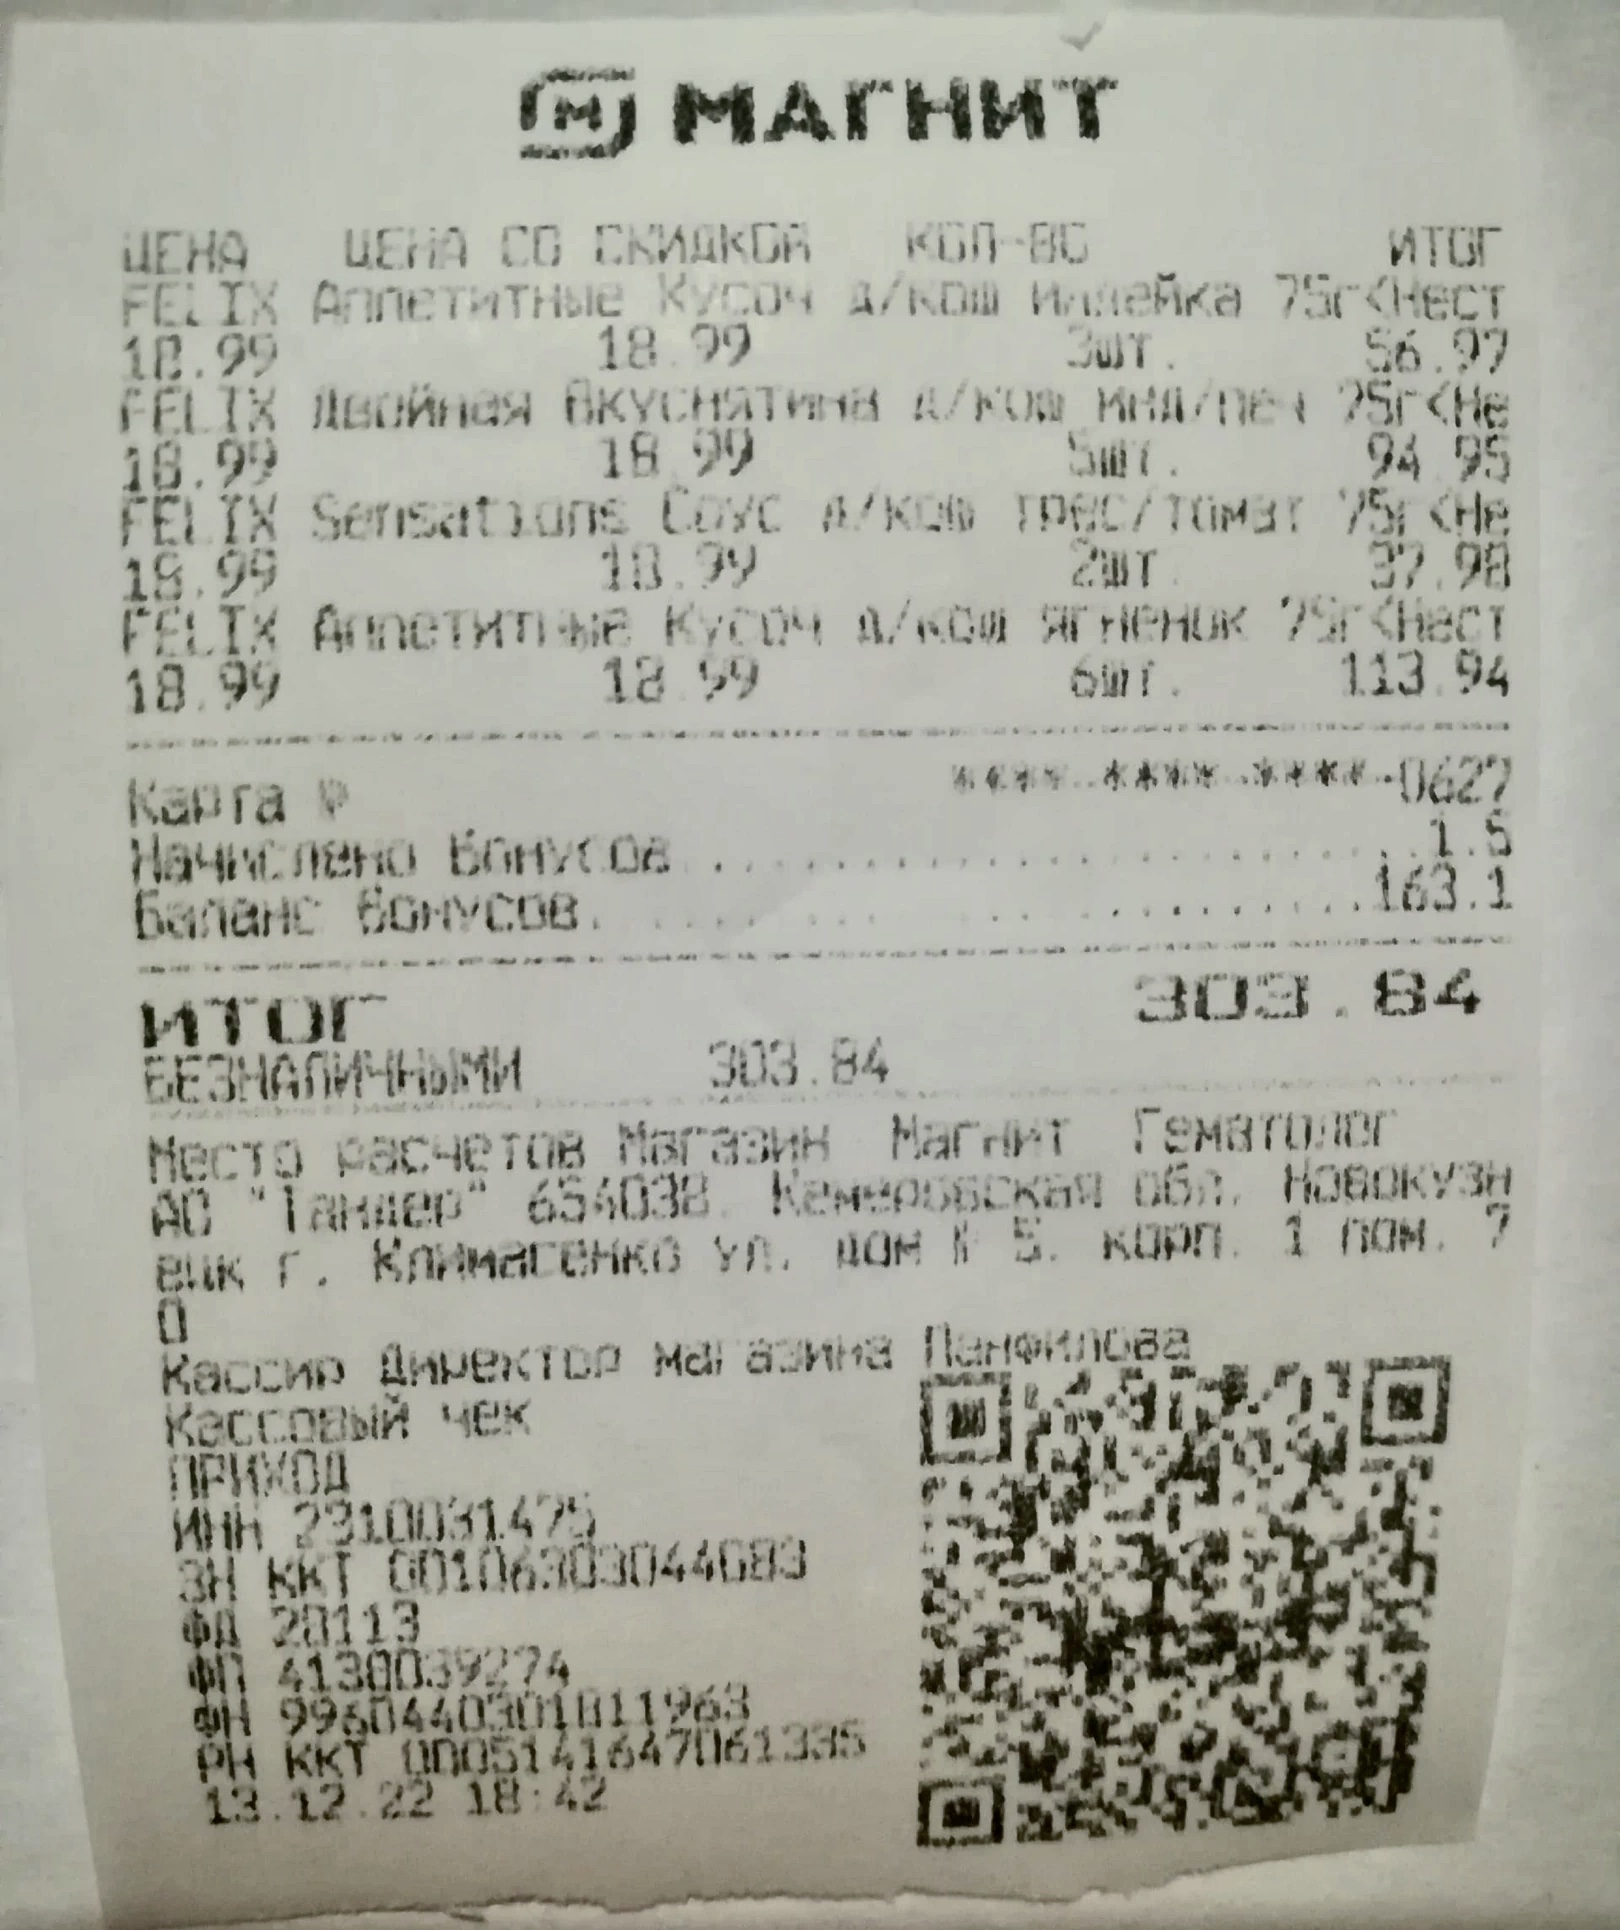 М МАГНИТ
ЦЕНА ЦЕНА СО СКИДКОЙ КОЛ-ВО ИТОГ
FELIX Аппетитные Кусоч д/кош индейка 75г<Нест
18.99 18.99 3шт. 56.97
FELIX Двойная Вкуснятина д/кош инд/печ 75г<Не
18.99 18.99 5шт. 94.95
FELIX Sensations Соус д/кош трес/томат 75г<Не
18.99 18.99 2шт. 37.98
FELIX Аппетитные Кусоч д/кош ягненок 75г<Нест
18.99 18.99 6шт. 113.94
Карта № ****-****-****-0627
Начислено Бонусов...........................1.5
Баланс Бонусов...........................163.1
ИТОГ 303.84
БЕЗНАЛИЧНЫМИ 303.84
Место расчетов Магазин Магнит Гематолог
АО "Тандер" 654038, Кемеровская обл, Новокузн
ецк г, Климасенко ул, дом № 5, корп. 1 пом. 7
0
Кассир Директор магазина Панфилова
Кассовый чек
ПРИХОД
ИНН 2310031475
ЗН ККТ 00106303044083
ФД 20113
ФП 4138039274
ФН 9960440301811963
РН ККТ 0005141647061335
13.12.22 18:42